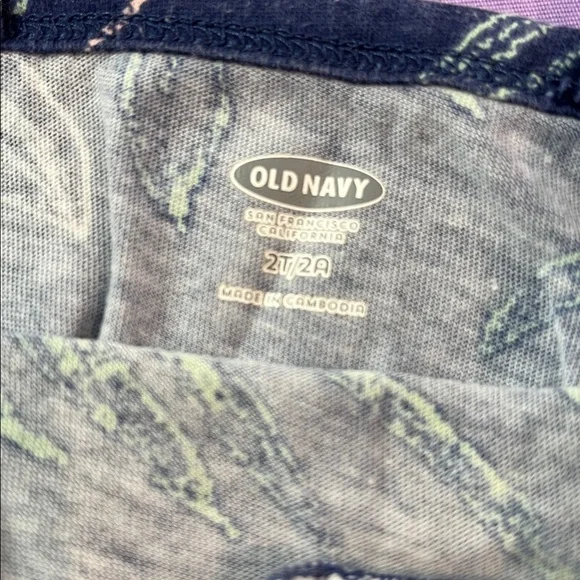 OLD NAVY
SAN FRANCISCO
CALIFORNIA
2T/2A
MADE IN CAMBODIA